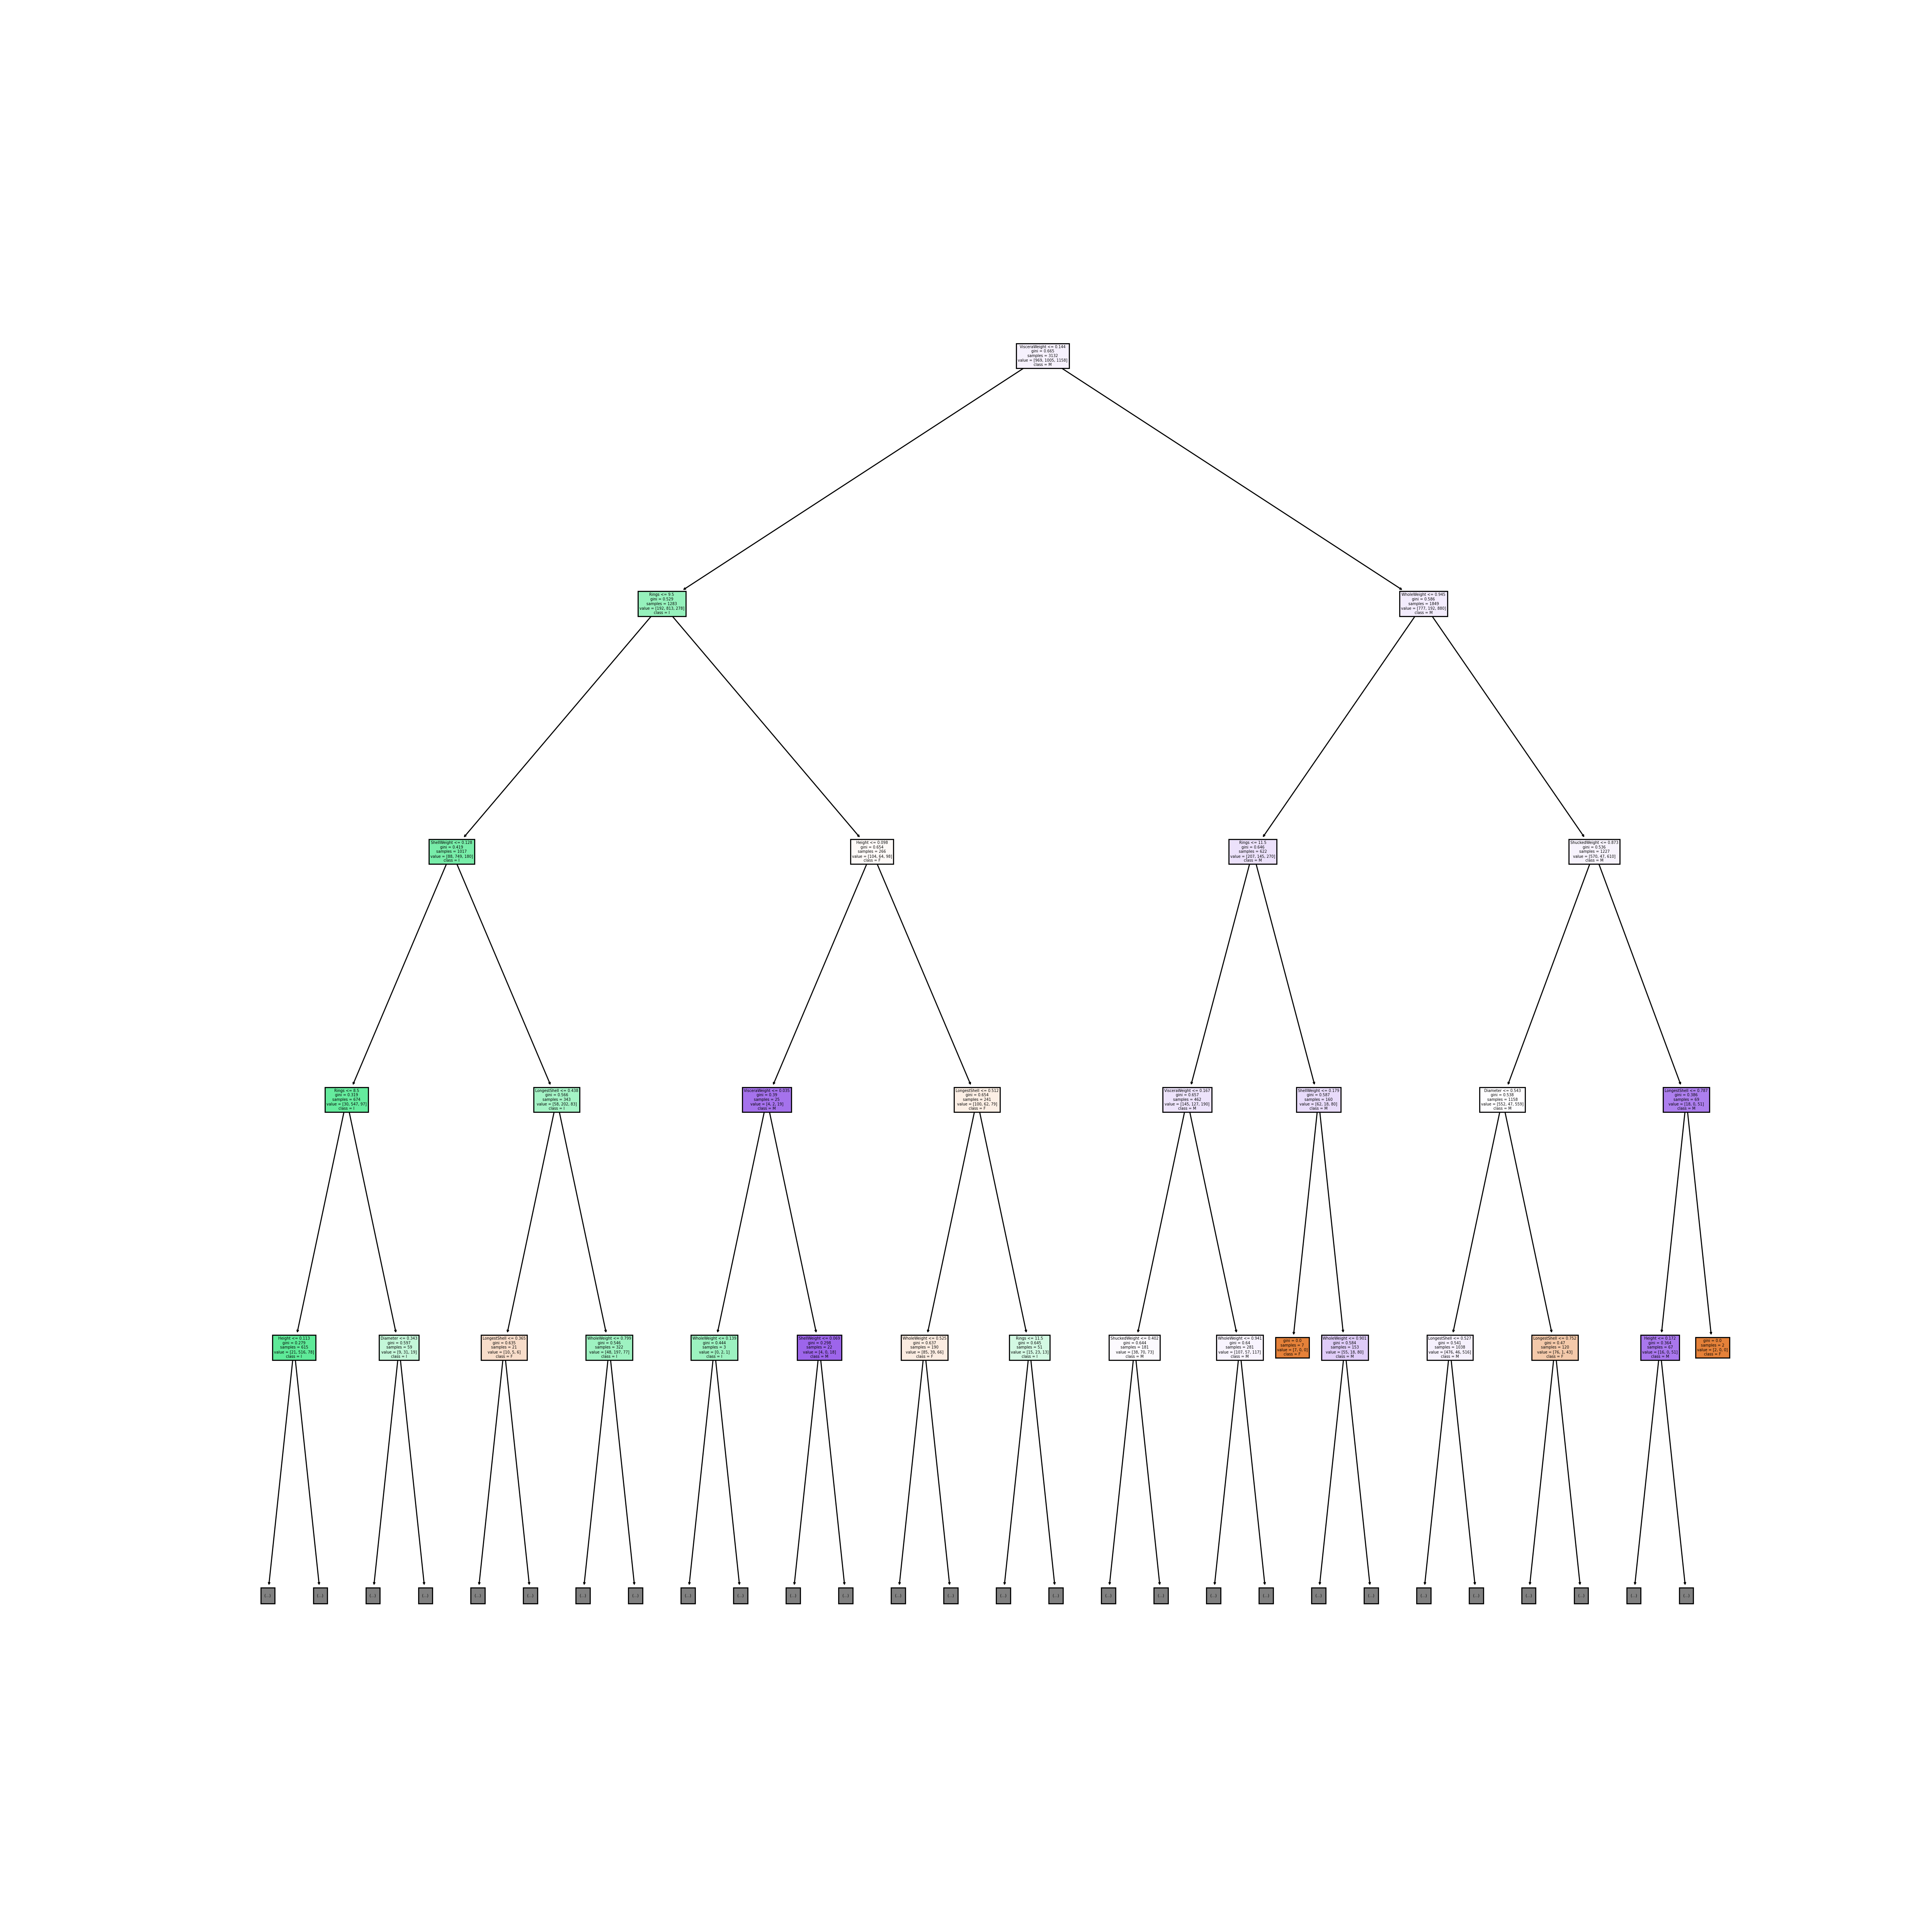 VisceraWeight <= 0.144
gini = 0.665
samples = 3132
value = [969, 1005, 1158]
class = M
Rings <= 9.5
gini = 0.529
samples = 1283
value = [192, 813, 278]
class = I
WholeWeight <= 0.945
gini = 0.586
samples = 1849
value = [777, 192, 880]
class = M
ShellWeight <= 0.128
gini = 0.419
samples = 1017
value = [88, 749, 180]
class = I
Height <= 0.098
gini = 0.654
samples = 266
value = [104, 64, 98]
class = F
Rings <= 11.5
gini = 0.646
samples = 622
value = [207, 145, 270]
class = M
ShuckedWeight <= 0.873
gini = 0.536
samples = 1227
value = [570, 47, 610]
class = M
Rings <= 8.5
gini = 0.319
samples = 674
value = [30, 547, 97]
class = I
LongestShell <= 0.438
gini = 0.566
samples = 343
value = [58, 202, 83]
class = I
VisceraWeight <=
gini = 0.39
samples = 25
value = [4, 2, 19]
class = M
LongestShell <= 0.512
gini = 0.654
samples = 241
value = [100, 62, 79]
class = F
VisceraWeight <= 0.167
gini = 0.657
samples = 462
value = [145, 127, 190]
class = M
ShellWeight <= 0.179
gini = 0.587
samples = 160
value = [62, 18, 80]
class = M
Diameter <= 0.543
gini = 0.538
samples = 1158
value = [552, 47, 559]
class = M
LongestShell <= 0.787
gini = 0.386
samples = 69
value = [18, 0, 51]
class = M
Height <= 0.113
gini = 0.279
samples = 615
value = [21, 516, 78]
class = I
Diameter <= 0.343
gini = 0.597
samples = 59
value = [9, 31, 19]
class = I
LongestShell <=
gini = 0.635
samples = 21
value = [10, 5, 6]
class = F
WholeWeight <= 0.799
gini = 0.546
samples = 322
value = [48, 197, 77]
class = I
WholeWeight <= 0.139
gini = 0.444
samples = 3
value = [0, 2, 1]
class = I
ShellWeight <= 0.069
gini = 0.298
samples = 22
value = [4, 0, 18]
class = M
WholeWeight <= 0.525
gini = 0.637
samples = 190
value = [85, 39, 66]
class = F
Rings <= 11.5
gini = 0.645
samples = 51
value = [15, 23, 13]
class = I
ShuckedWeight <= 0.402
gini = 0.644
samples = 181
value = [38, 70, 73]
class = M
WholeWeight <= 0.942
gini = 0.64
samples = 281
value = [107, 57, 117]
class = M
gini = 0.0
samples = 7
value = [7, 0, 0]
class = F
WholeWeight <= 0.901
gini = 0.584
samples = 153
value = [55, 18, 80]
class = M
LongestShell <= 0.527
gini = 0.541
samples = 1038
value = [476, 46, 516]
class = M
LongestShell <= 0.752
gini = 0.47
samples = 120
value = [76, 1, 43]
class = F
Height <= 0.131
gini = 0.364
samples = 67
value = [16, 0, 51]
class = M
gini = 0.0
samples = 2
value = [2, 0, 0]
class = F